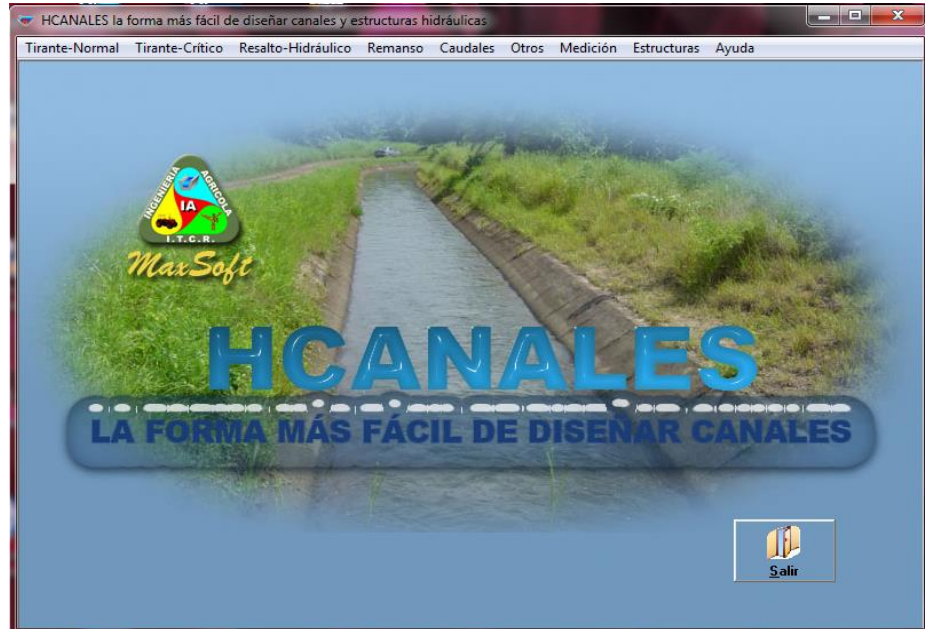 HCANALES la forma más fácil de diseñar canales y estructuras hidráulicas
Tirante-Normal Tirante-Crítico Resalto-Hidráulico Remanso Caudales Otros Medición Estructuras Ayuda
INGENIERIA AGRICOLA
IA
I.T.C.R.
MaxSoft
HCANALES
LA FORMA MÁS FÁCIL DE DISEÑAR CANALES
Salir